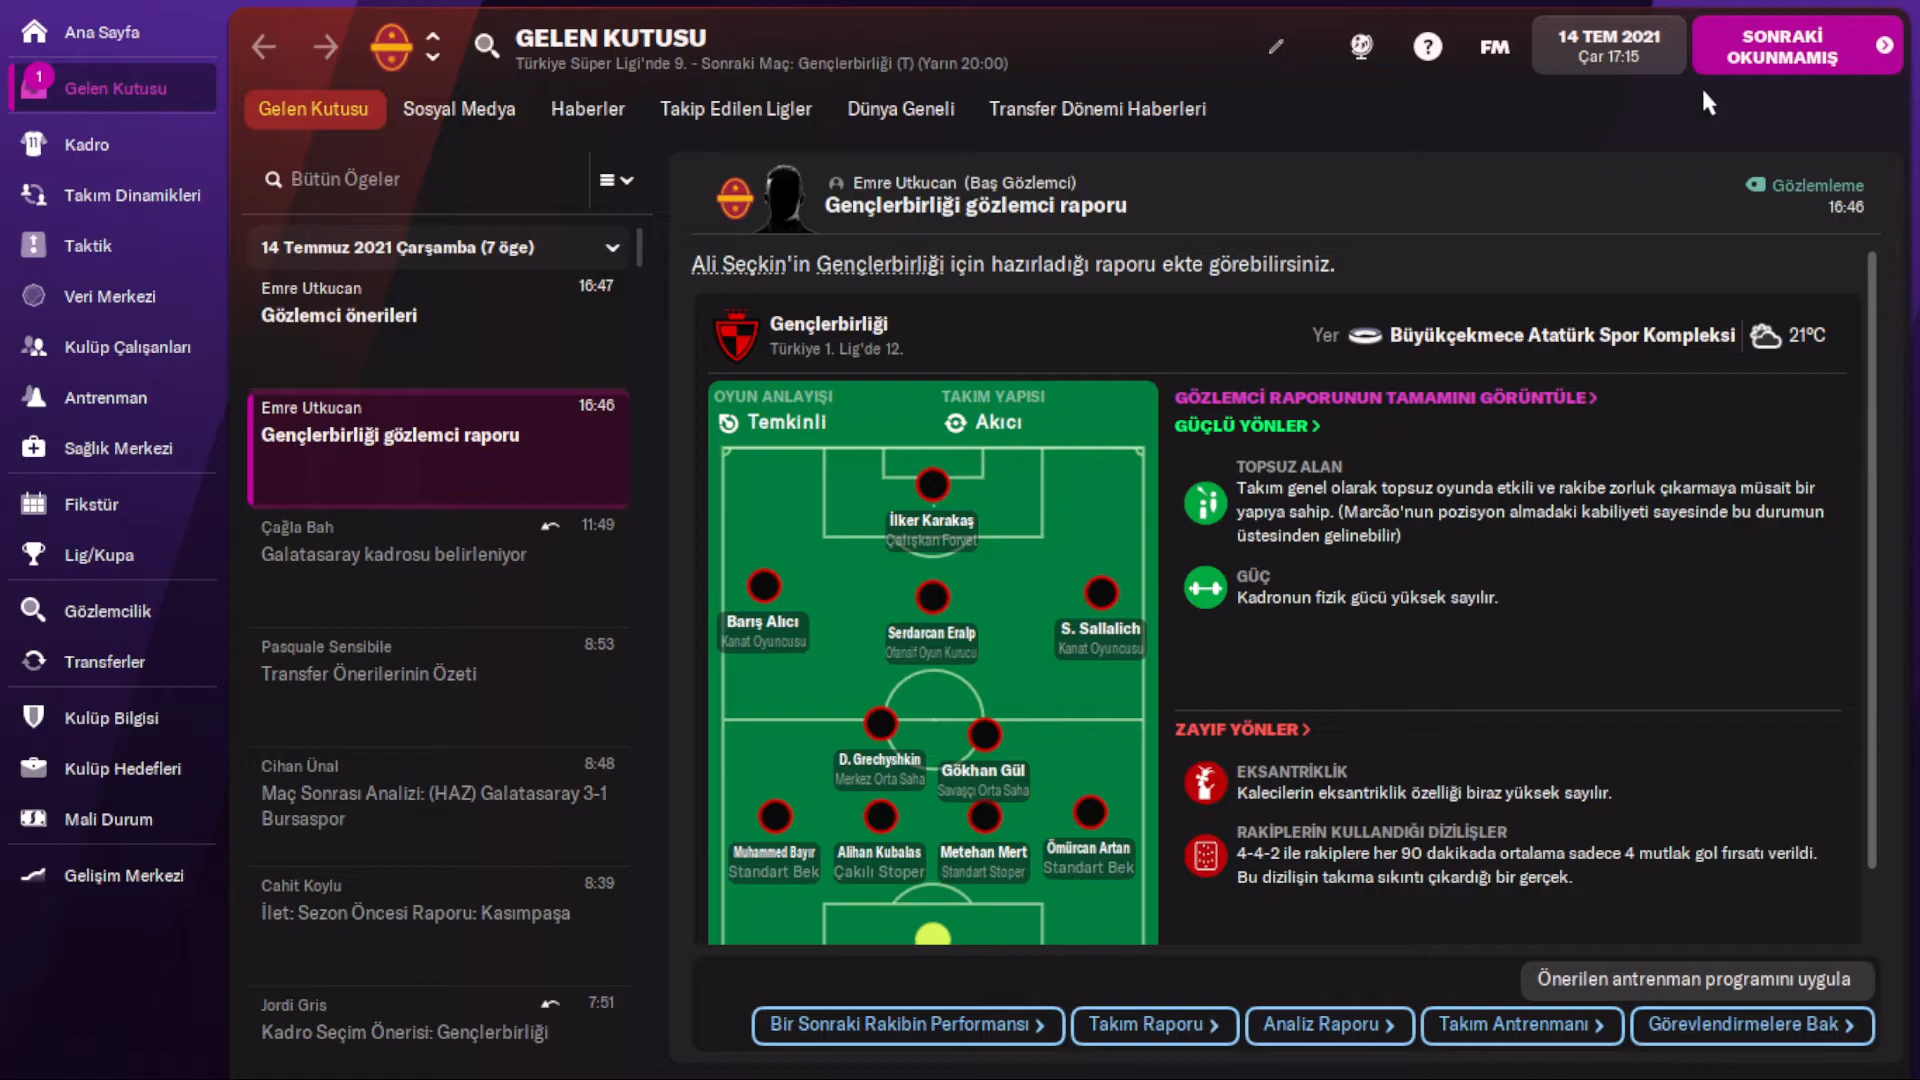 Ana Sayfa
1
Gelen Kutusu
11
Kadro
Takım Dinamikleri
Taktik
Veri Merkezi
Kulüp Çalışanları
Antrenman
Sağlık Merkezi
Fikstür
Lig/Kupa
Gözlemcilik
Transferler
Kulüp Bilgisi
Kulüp Hedefleri
Mali Durum
Gelişim Merkezi
GELEN KUTUSU
Türkiye Süper Ligi'nde 9. - Sonraki Maç: Gençlerbirliği (T) (Yarın 20:00)
?
FM
14 TEM 2021
Çar 17:15
SONRAKİ
OKUNMAMIŞ
Gelen Kutusu
Sosyal Medya
Haberler
Takip Edilen Ligler
Dünya Geneli
Transfer Dönemi Haberleri
Bütün Ögeler
14 Temmuz 2021 Çarşamba (7 öge)
Emre Utkucan 16:47
Gözlemci önerileri
Emre Utkucan 16:46
Gençlerbirliği gözlemci raporu
Çağla Bah 11:49
Galatasaray kadrosu belirleniyor
Pasquale Sensibile 8:53
Transfer Önerilerinin Özeti
Cihan Ünal 8:48
Maç Sonrası Analizi: (HAZ) Galatasaray 3-1
Bursaspor
Cahit Koylu 8:39
İlet: Sezon Öncesi Raporu: Kasımpaşa
Jordi Gris 7:51
Kadro Seçim Önerisi: Gençlerbirliği
Emre Utkucan (Baş Gözlemci)
Gençlerbirliği gözlemci raporu
Gözlemleme
16:46
Ali Seçkin'in Gençlerbirliği için hazırladığı raporu ekte görebilirsiniz.
Gençlerbirliği
Türkiye 1. Lig'de 12.
Yer Büyükçekmece Atatürk Spor Kompleksi 21°C
OYUN ANLAYIŞI
Temkinli
TAKIM YAPISI
Akıcı
İlker Karakaş
Çalışkan Forvet
Barış Alıcı
Kanat Oyuncusu
Serdarcan Eralp
Ofansif Oyun Kurucu
S. Sallalich
Kanat Oyuncusu
D. Grechyshkin
Merkez Orta Saha
Gökhan Gül
Savaşçı Orta Saha
Muhammed Bayır
Standart Bek
Alihan Kubalas
Çakılı Stoper
Metehan Mert
Standart Stoper
Ömürcan Artan
Standart Bek
GÖZLEMCİ RAPORUNUN TAMAMINI GÖRÜNTÜLE
GÜÇLÜ YÖNLER
TOPSUZ ALAN
Takım genel olarak topsuz oyunda etkili ve rakibe zorluk çıkarmaya müsait bir
yapıya sahip. (Marcão'nun pozisyon almadaki kabiliyeti sayesinde bu durumun
üstesinden gelinebilir)
GÜÇ
Kadronun fizik gücü yüksek sayılır.
ZAYIF YÖNLER
EKSANTRİKLİK
Kalecilerin eksantriklik özelliği biraz yüksek sayılır.
RAKİPLERİN KULLANDIĞI DİZİLİŞLER
4-4-2 ile rakiplere her 90 dakikada ortalama sadece 4 mutlak gol fırsatı verildi.
Bu dizilişin takıma sıkıntı çıkardığı bir gerçek.
Önerilen antrenman programını uygula
Bir Sonraki Rakibin Performansı
Takım Raporu
Analiz Raporu
Takım Antrenmanı
Görevlendirmelere Bak